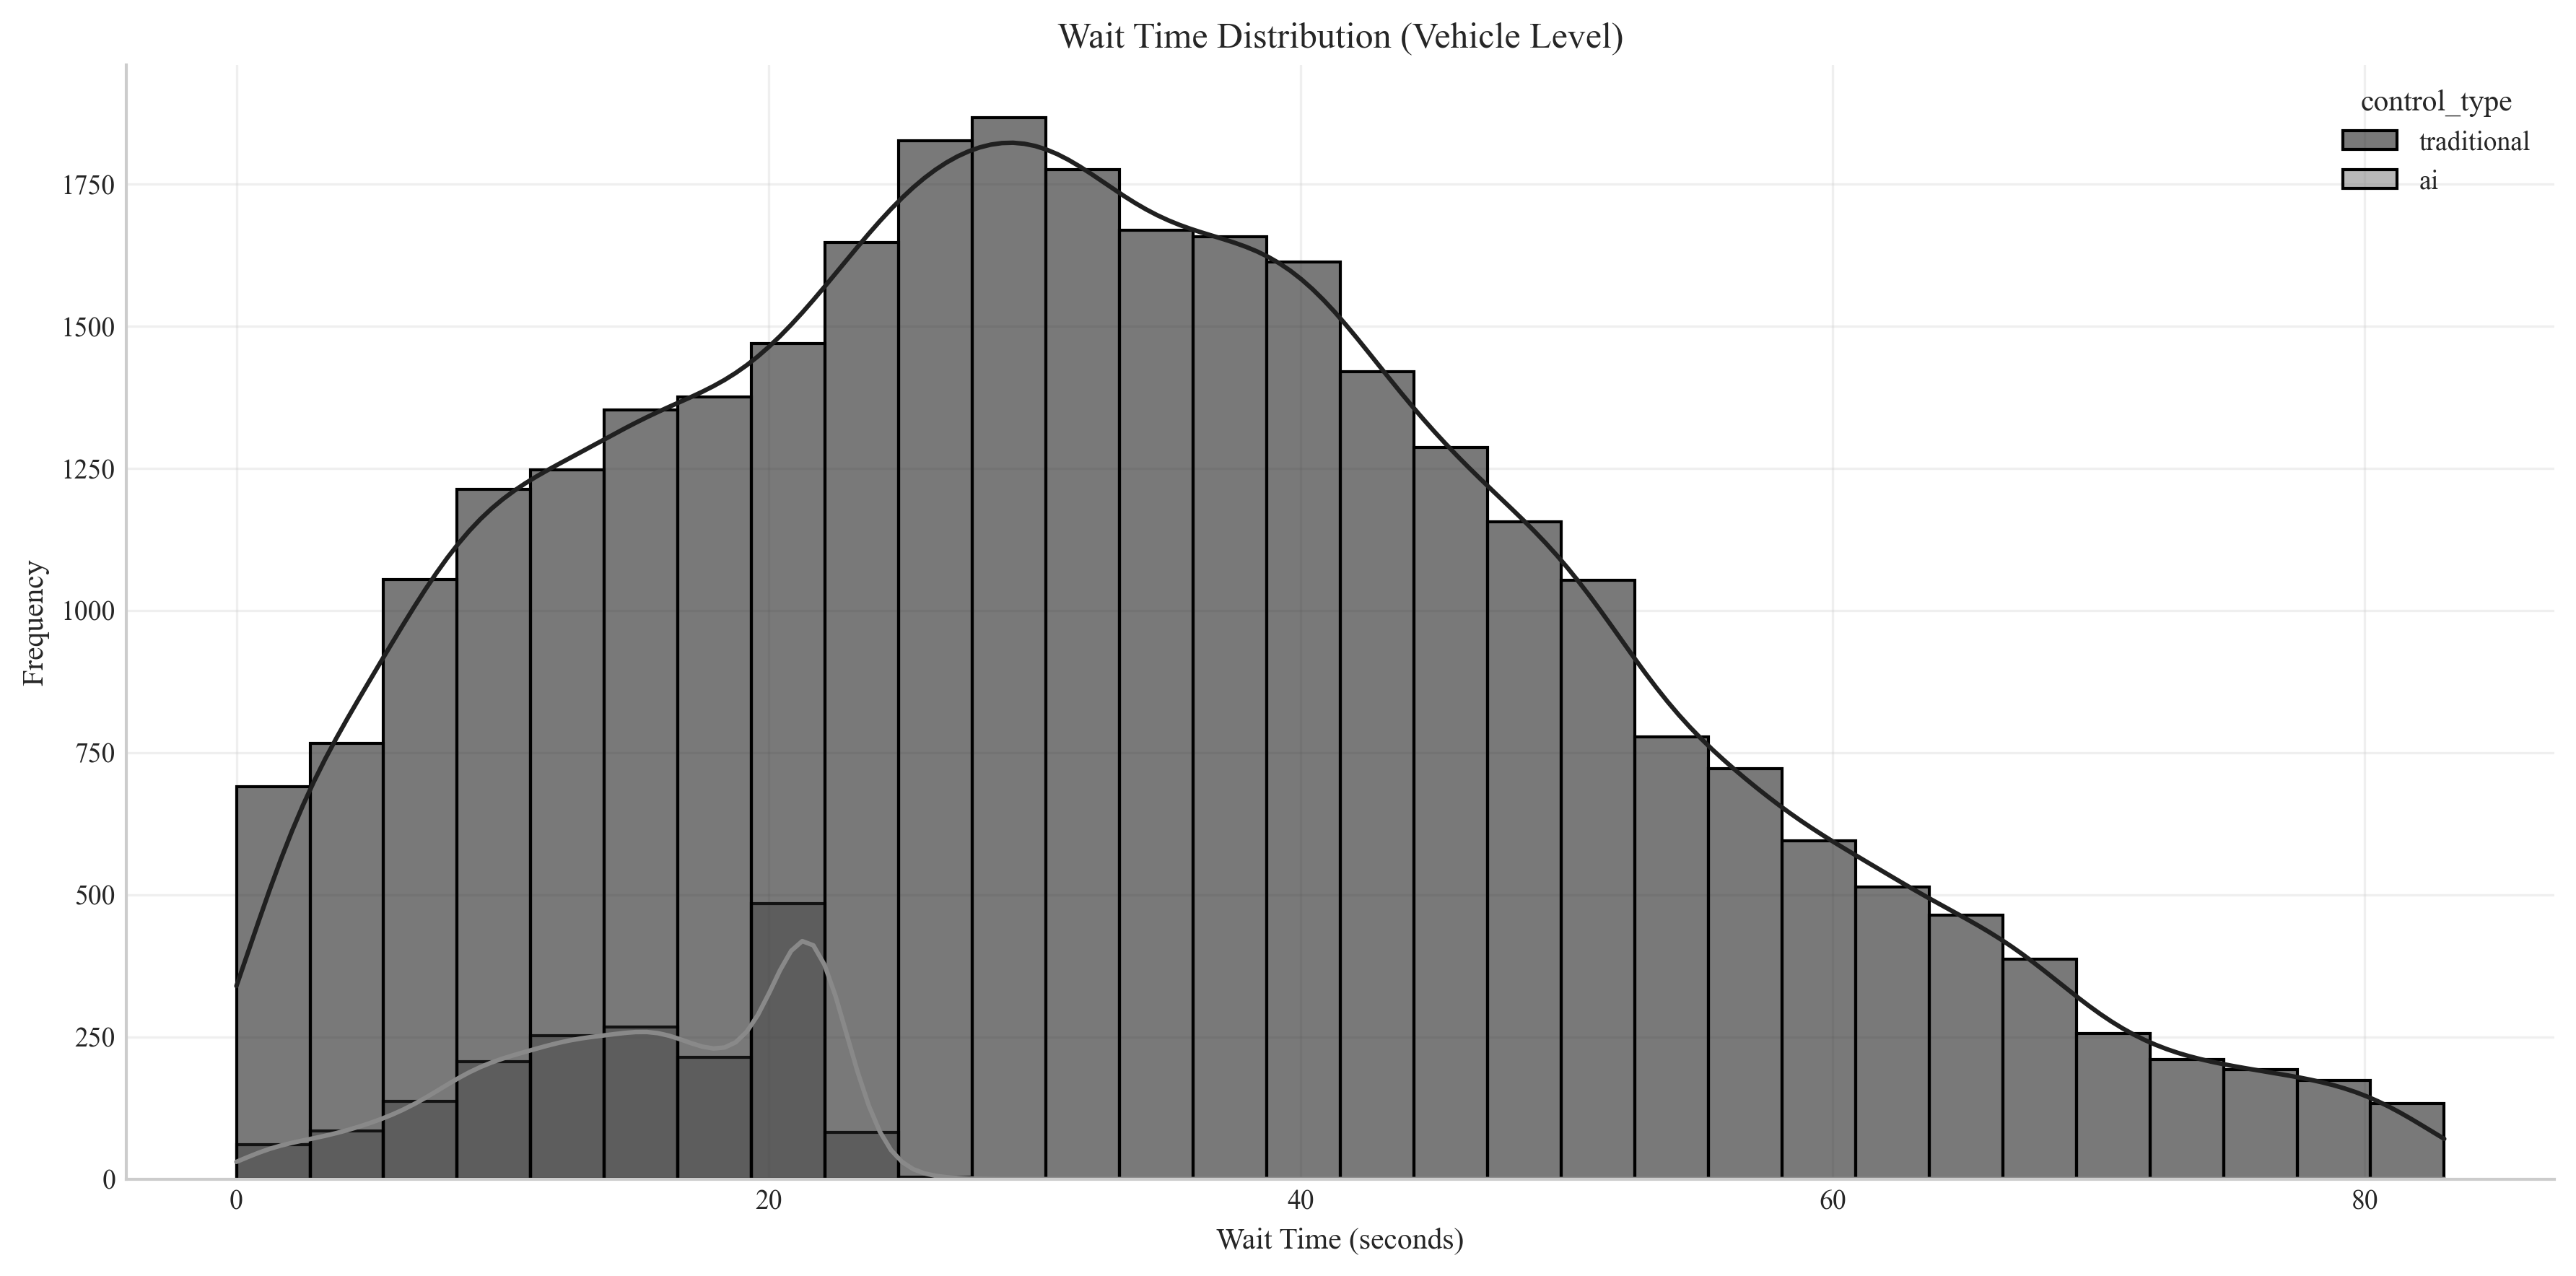 Wait Time Distribution (Vehicle Level)
control_type
traditional
ai
Frequency
1750
1500
1250
1000
750
500
250
0
0 20 40 60 80
Wait Time (seconds)